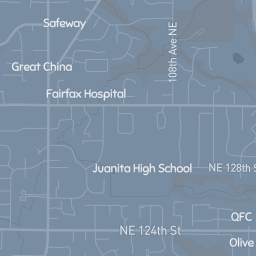 Safeway
108th Ave NE
Great China
Fairfax Hospital
Juanita High School
NE 128th S
QFC
NE 124th St
Olive